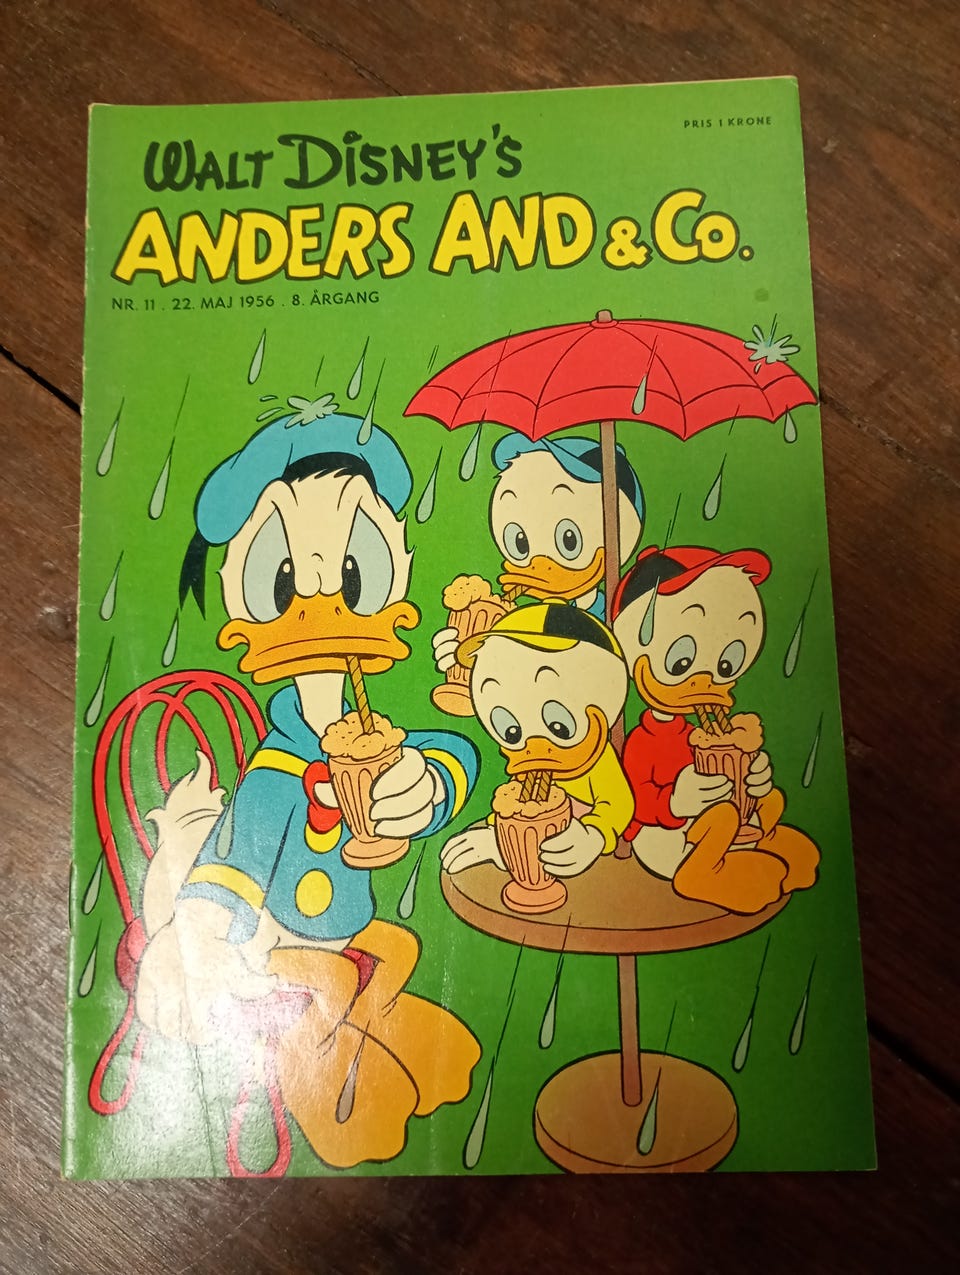 PRIS 1 KRONE
WALT DISNEY'S
ANDERS AND & Co.
NR. 11 . 22. MAJ 1956 . 8. ÅRGANG